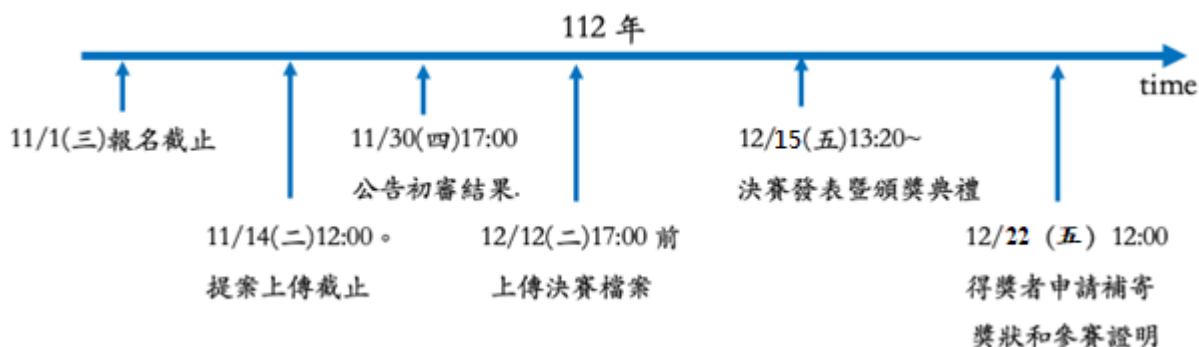 112 年
time
11/1(三)報名截止
11/30(四)17:00
公告初審結果.
12/15(五)13:20~
決賽發表暨頒獎典禮
11/14(二)12:00。
提案上傳截止
12/12(二)17:00 前
上傳決賽檔案
12/22 (五) 12:00
得獎者申請補寄
獎狀和參賽證明